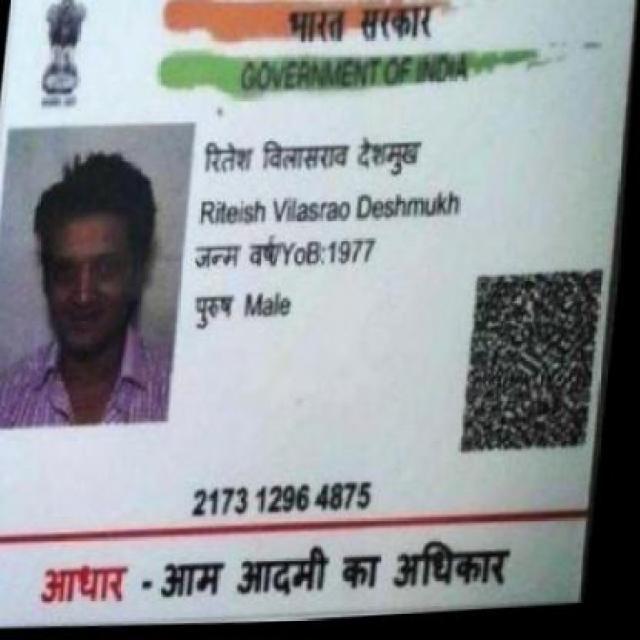 भारत सरकार
GOVERNMENT OF INDIA
रितेश विलासराव देशमुख
Riteish Vilasrao Deshmukh
जन्म वर्ष/YoB:1977
पुरुष Male
2173 1296 4875
आधार - आम आदमी का अधिकार